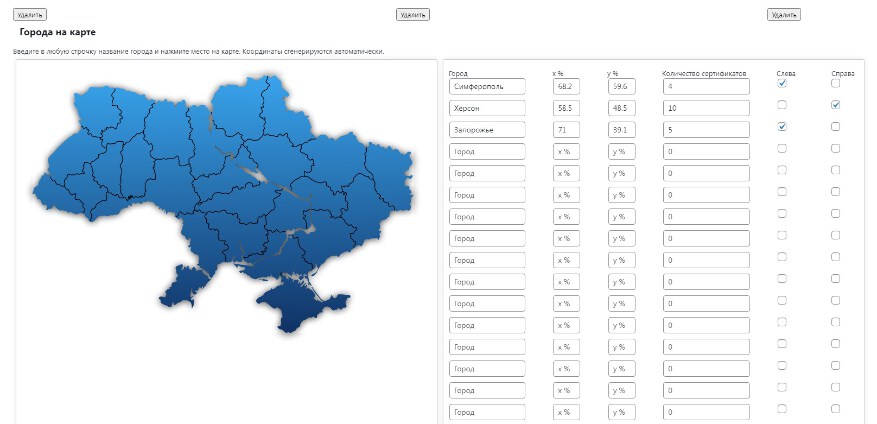 Удалить Удалить Удалить
Города на карте
Введите в любую строчку название города и нажмите место на карте. Координаты сгенерируются автоматически.
Город x % y % Количество сертификатов Слева Справа
Симферополь 68.2 59.6 4
Херсон 58.5 48.5 10
Запорожье 71 39.1 5
Город x % y % 0
Город x % y % 0
Город x % y % 0
Город x % y % 0
Город x % y % 0
Город x % y % 0
Город x % y % 0
Город x % y % 0
Город x % y % 0
Город x % y % 0
Город x % y % 0
Город x % y % 0
Город x % y % 0